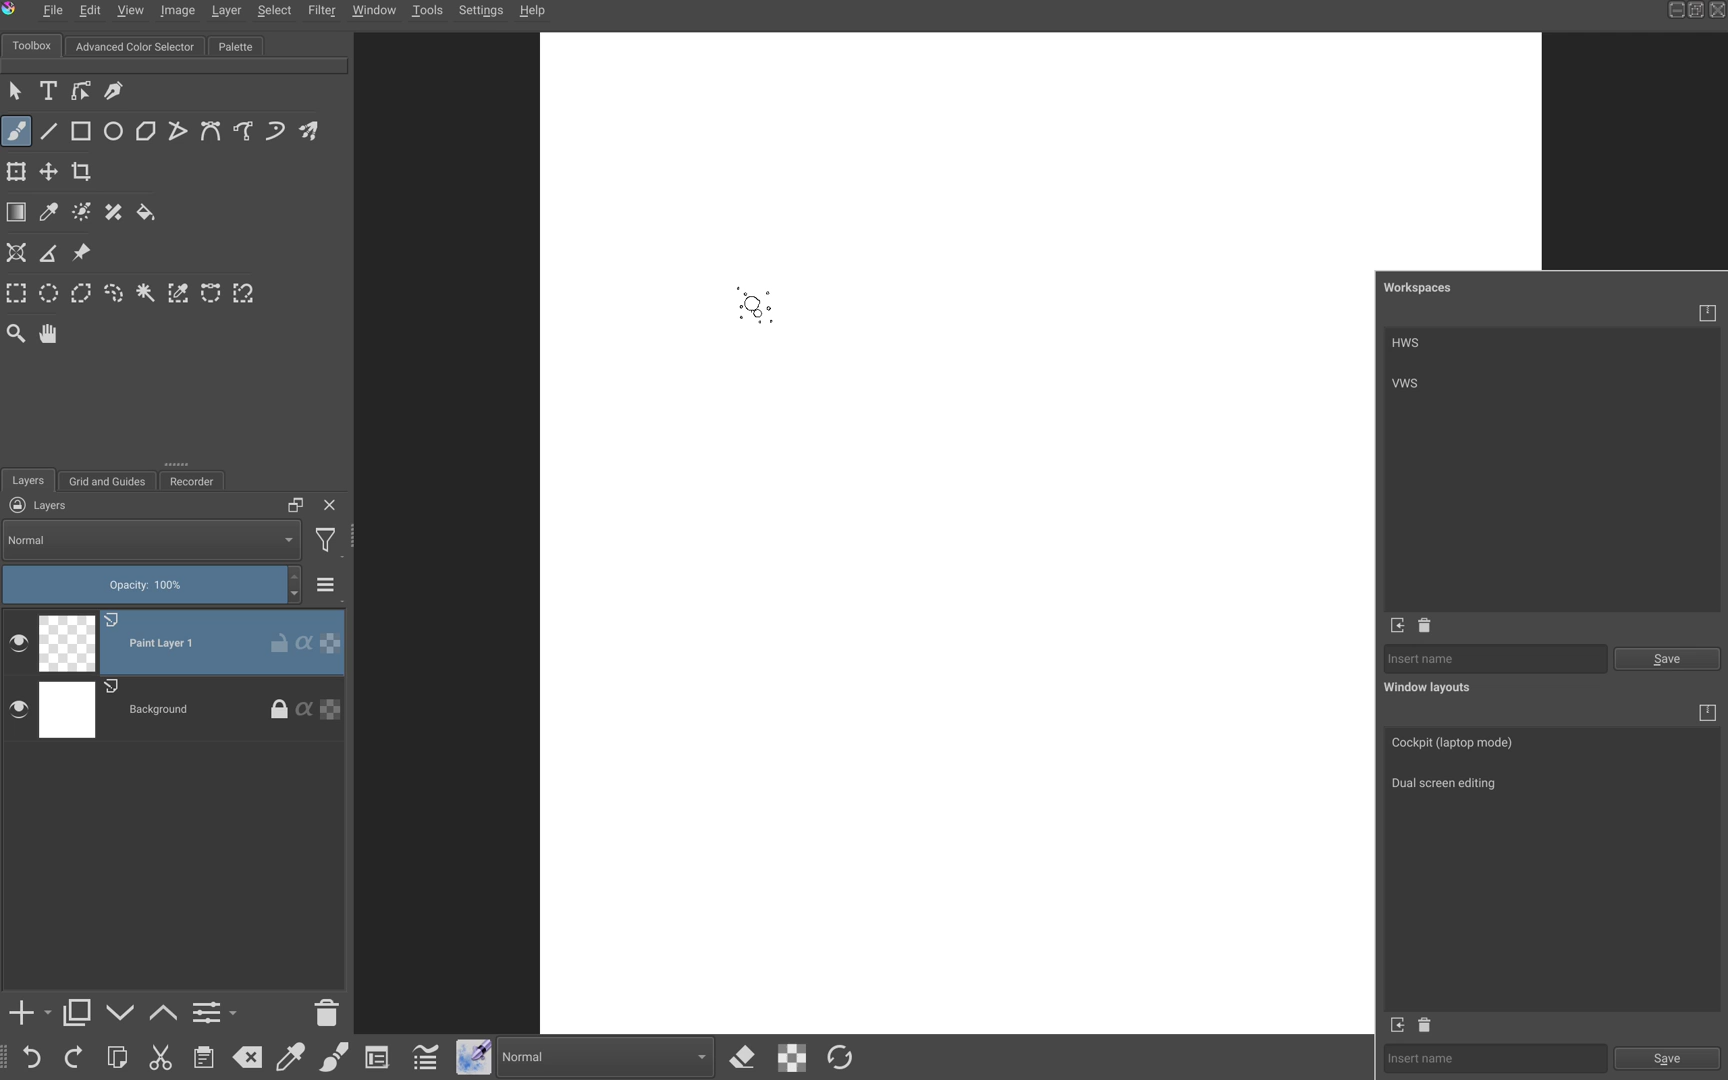 File Edit View Image Layer Select Filter Window Tools Settings Help
Toolbox Advanced Color Selector Palette
Layers Grid and Guides Recorder
Layers
Normal
Opacity: 100%
Paint Layer 1
Background
Normal
Workspaces
HWS
VWS
Insert name Save
Window layouts
Cockpit (laptop mode)
Dual screen editing
Insert name Save